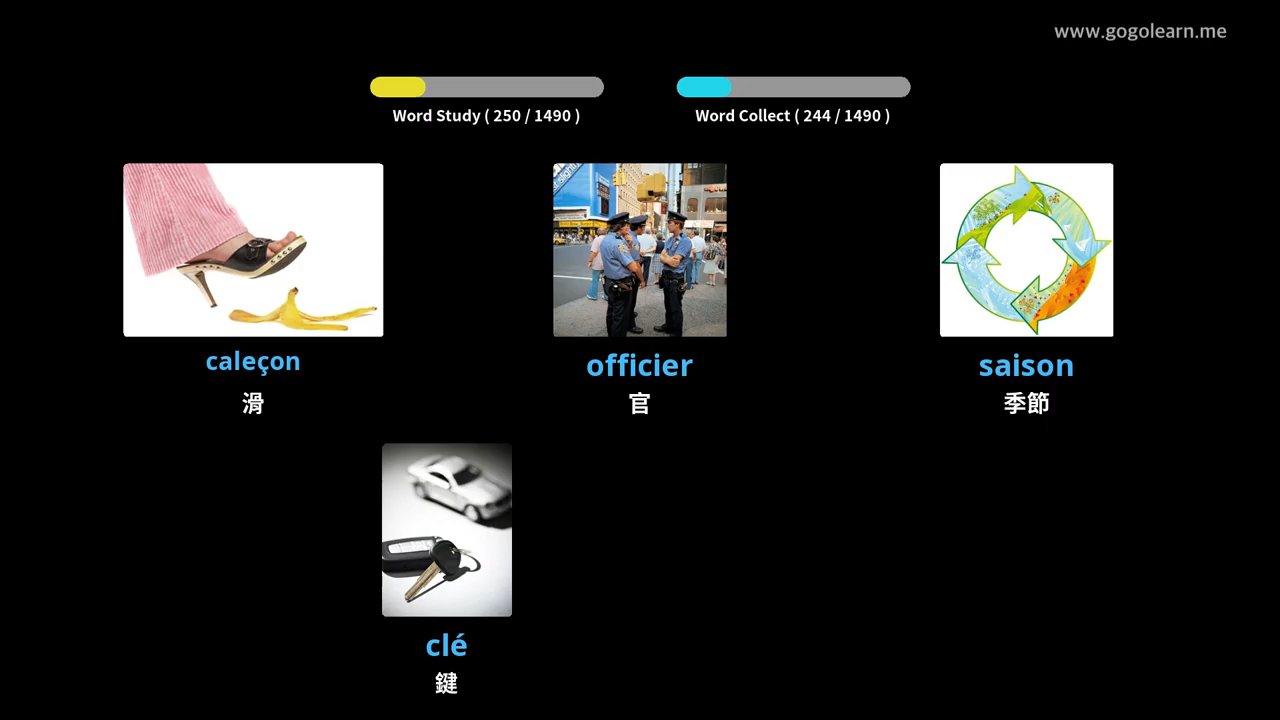 www.gogolearn.me
Word Study ( 250 / 1490 )
Word Collect ( 244 / 1490 )
caleçon
滑
officier
官
saison
季節
clé
鍵